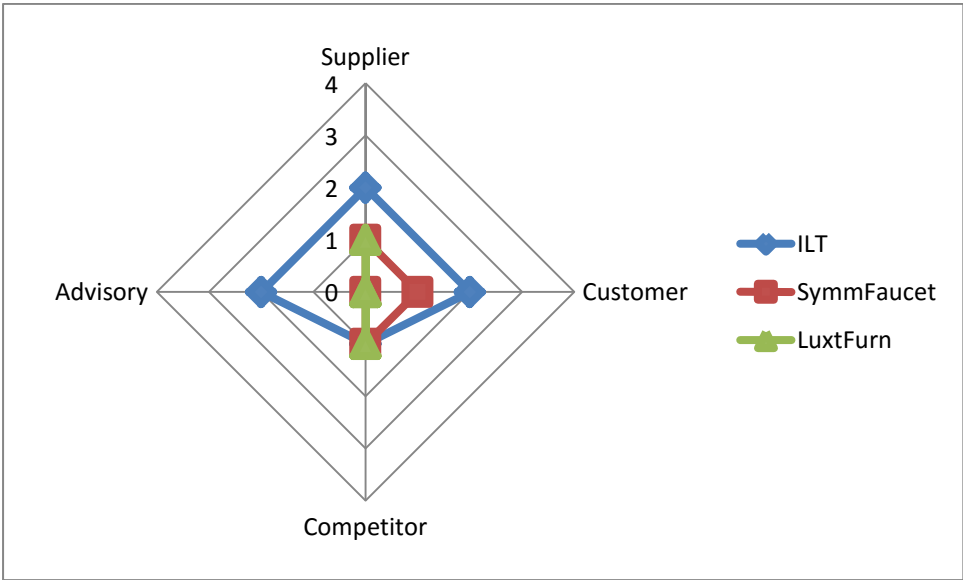 Supplier
4
3
2
1
0
Advisory
Customer
Competitor
ILT
SymmFaucet
LuxtFurn